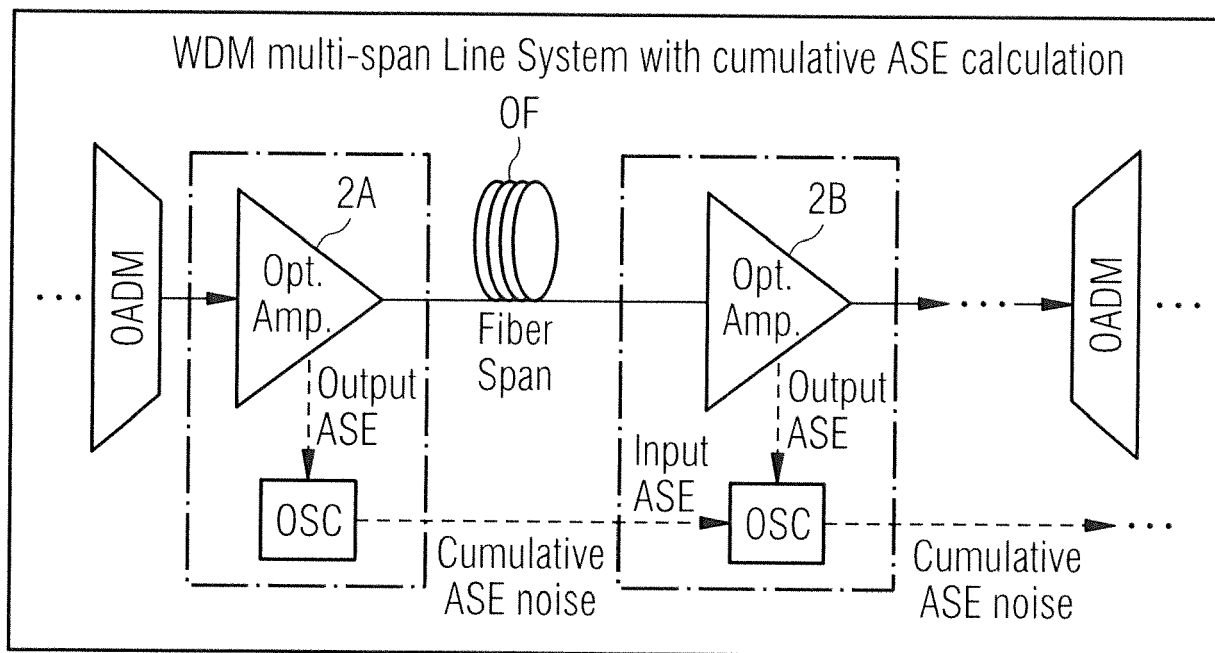 WDM multi-span Line System with cumulative ASE calculation
OF
2A
2B
OADM
Opt.
Amp.
Fiber
Span
Opt.
Amp.
...
OADM
...
...
Output
ASE
Output
ASE
Input
ASE
OSC
OSC
...
Cumulative
ASE noise
Cumulative
ASE noise